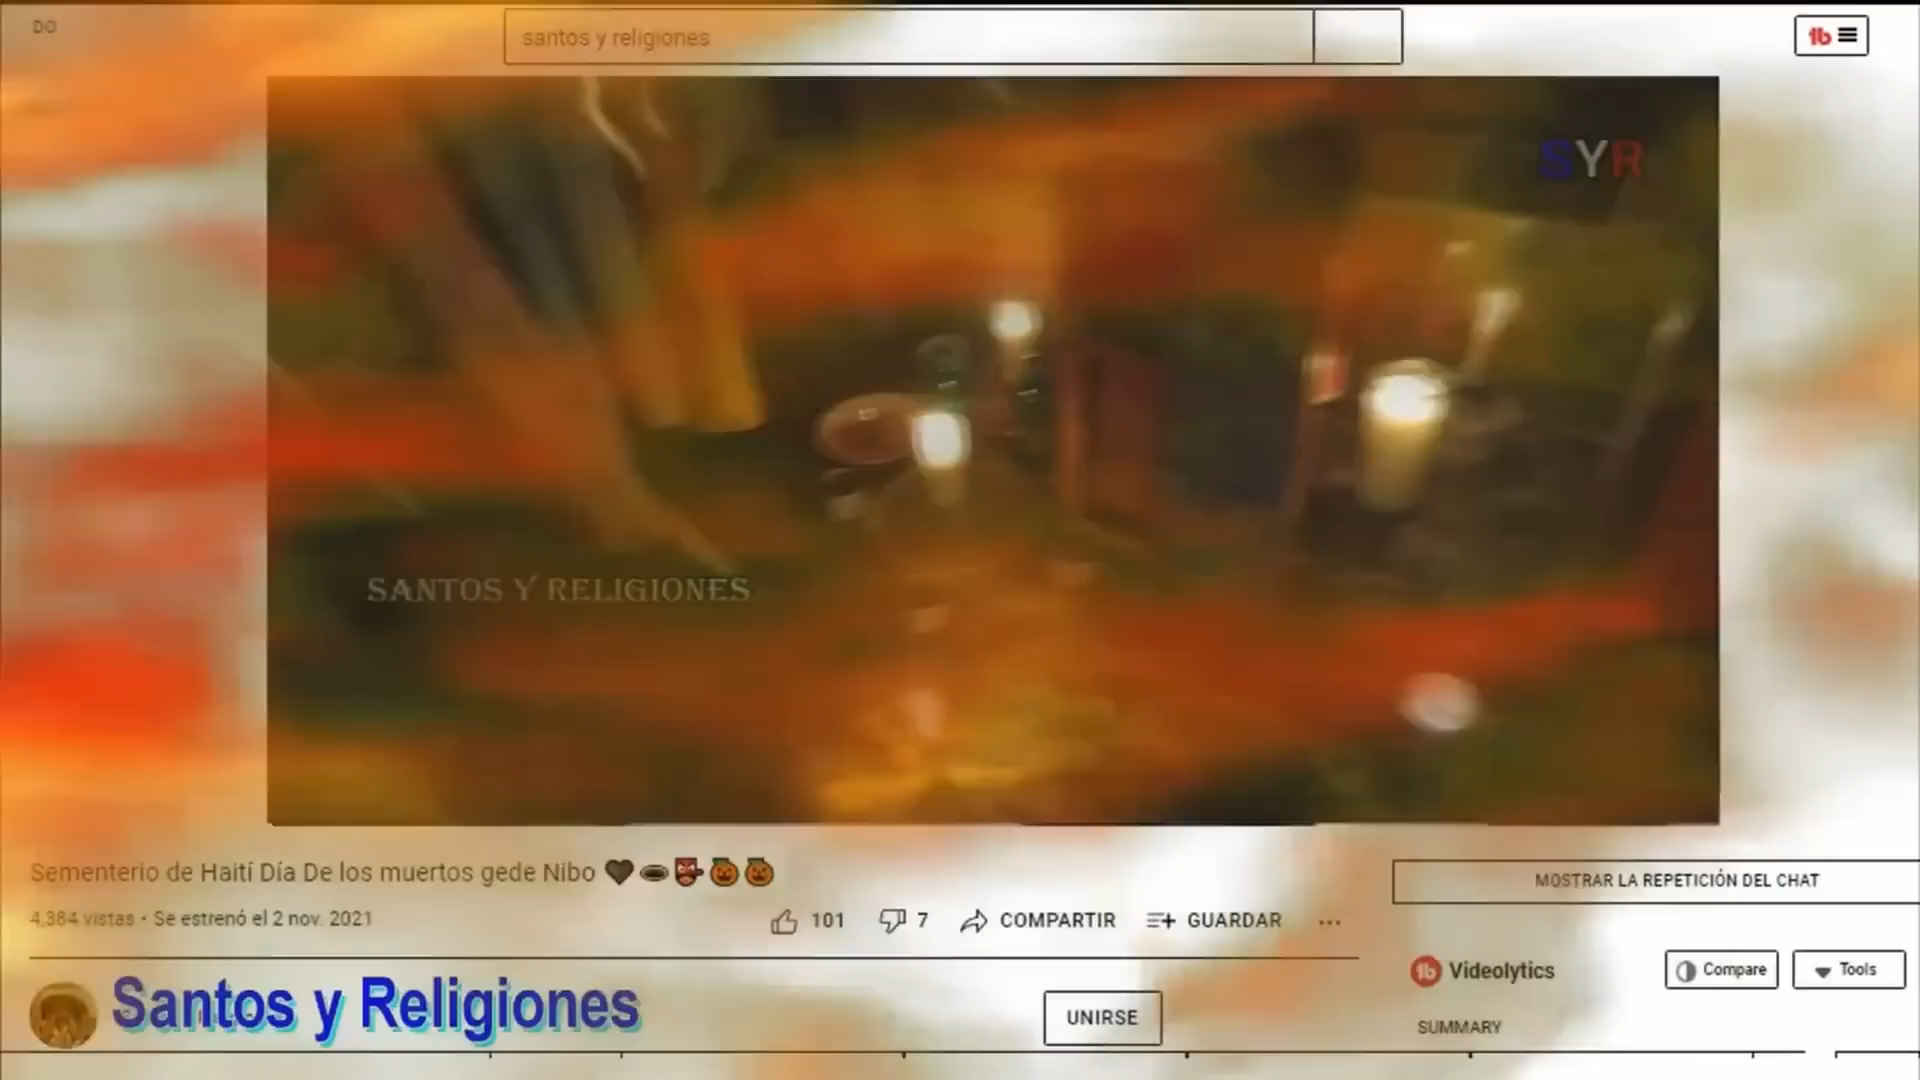 DO
santos y religiones
SYR
SANTOS Y RELIGIONES
Sementerio de Haití Día De los muertos gede Nibo
4,384 vistas • Se estrenó el 2 nov. 2021
101
7
COMPARTIR
GUARDAR
MOSTRAR LA REPETICIÓN DEL CHAT
Videolytics
Compare
Tools
Santos y Religiones
UNIRSE
SUMMARY